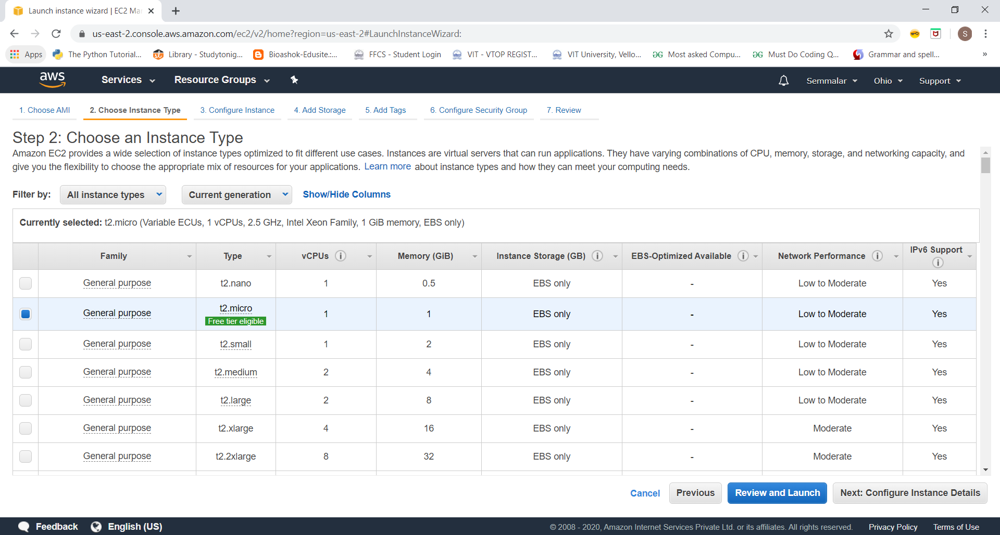 Launch instance wizard | EC2 Mar
us-east-2.console.aws.amazon.com/ec2/v2/home?region=us-east-2#LaunchInstanceWizard:
S
Apps The Python Tutorial... Library - Studytonig... Bioashok-Edusite:... FFCS - Student Login VIT - VTOP REGIST... VIT University, Vello... Most asked Compu... Must Do Coding Q... Grammar and spell... »
aws Services Resource Groups Semmalar Ohio Support
1. Choose AMI 2. Choose Instance Type 3. Configure Instance 4. Add Storage 5. Add Tags 6. Configure Security Group 7. Review
Step 2: Choose an Instance Type
Amazon EC2 provides a wide selection of instance types optimized to fit different use cases. Instances are virtual servers that can run applications. They have varying combinations of CPU, memory, storage, and networking capacity, and
give you the flexibility to choose the appropriate mix of resources for your applications. Learn more about instance types and how they can meet your computing needs.
Filter by: All instance types Current generation Show/Hide Columns
Currently selected: t2.micro (Variable ECUs, 1 vCPUs, 2.5 GHz, Intel Xeon Family, 1 GiB memory, EBS only)
Family Type vCPUs i Memory (GiB) Instance Storage (GB) i EBS-Optimized Available i Network Performance i IPv6 Support i
General purpose t2.nano 1 0.5 EBS only - Low to Moderate Yes
General purpose t2.micro 1 1 EBS only - Low to Moderate Yes
Free tier eligible
General purpose t2.small 1 2 EBS only - Low to Moderate Yes
General purpose t2.medium 2 4 EBS only - Low to Moderate Yes
General purpose t2.large 2 8 EBS only - Low to Moderate Yes
General purpose t2.xlarge 4 16 EBS only - Moderate Yes
General purpose t2.2xlarge 8 32 EBS only - Moderate Yes
Cancel Previous Review and Launch Next: Configure Instance Details
Feedback English (US) © 2008 - 2020, Amazon Internet Services Private Ltd. or its affiliates. All rights reserved. Privacy Policy Terms of Use